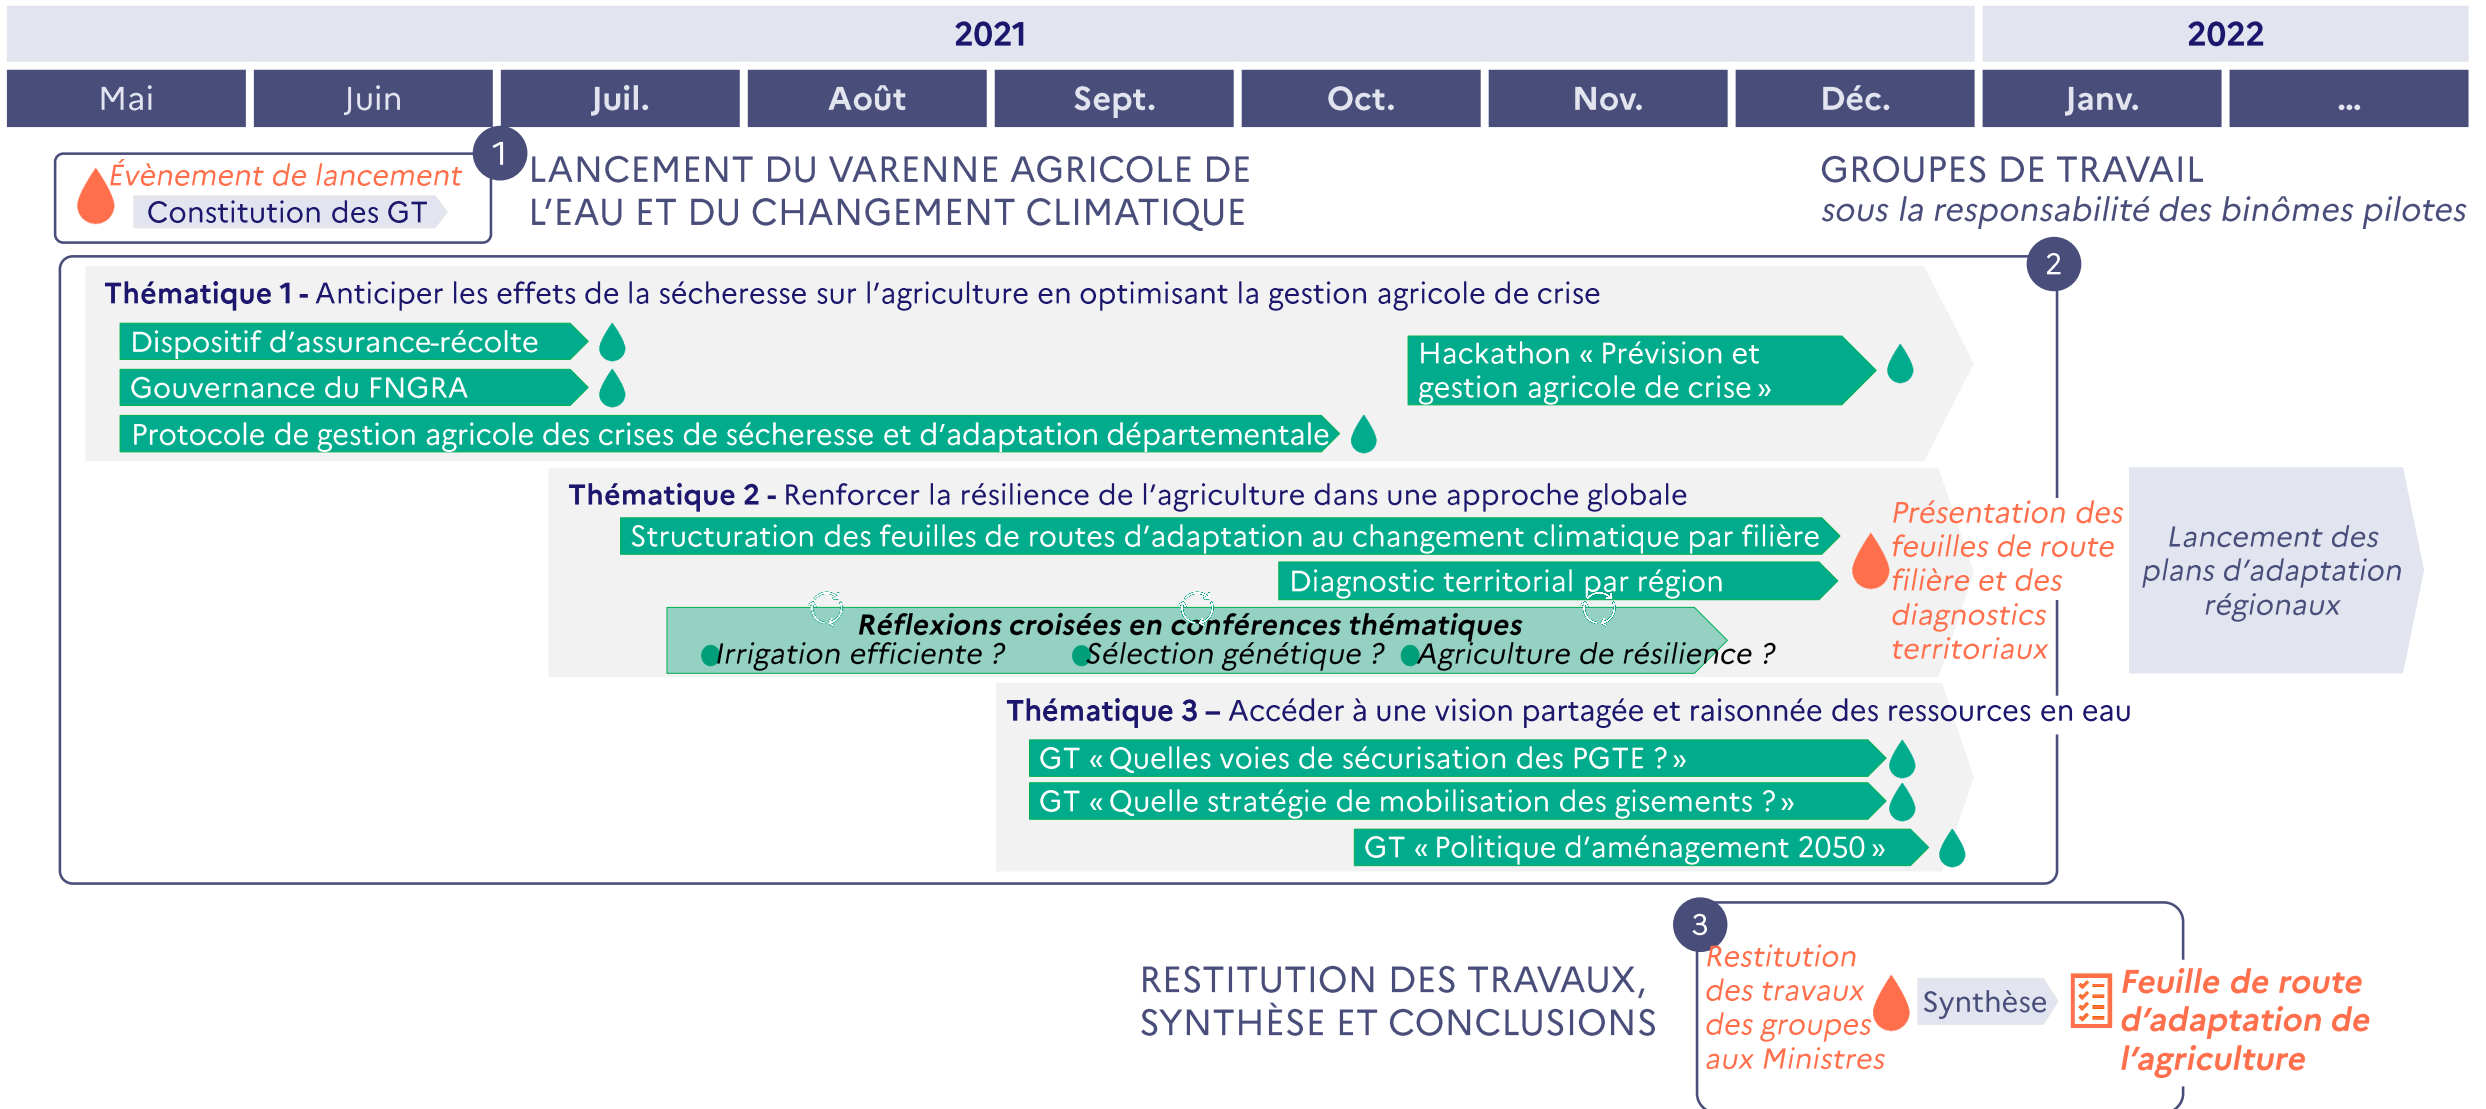 2021
2022
Mai
Juin
Juil.
Août
Sept.
Oct.
Nov.
Déc.
Janv.
...
1
Évènement de lancement
Constitution des GT
LANCEMENT DU VARENNE AGRICOLE DE
L’EAU ET DU CHANGEMENT CLIMATIQUE
GROUPES DE TRAVAIL
sous la responsabilité des binômes pilotes
2
Thématique 1 - Anticiper les effets de la sécheresse sur l’agriculture en optimisant la gestion agricole de crise
Dispositif d’assurance-récolte
Gouvernance du FNGRA
Protocole de gestion agricole des crises de sécheresse et d’adaptation départementale
Hackathon « Prévision et
gestion agricole de crise »
Thématique 2 - Renforcer la résilience de l’agriculture dans une approche globale
Structuration des feuilles de routes d’adaptation au changement climatique par filière
Diagnostic territorial par région
Réflexions croisées en conférences thématiques
Irrigation efficiente ?
Sélection génétique ?
Agriculture de résilience ?
Présentation des
feuilles de route
filière et des
diagnostics
territoriaux
Lancement des
plans d’adaptation
régionaux
Thématique 3 – Accéder à une vision partagée et raisonnée des ressources en eau
GT « Quelles voies de sécurisation des PGTE ? »
GT « Quelle stratégie de mobilisation des gisements ? »
GT « Politique d’aménagement 2050 »
3
RESTITUTION DES TRAVAUX,
SYNTHÈSE ET CONCLUSIONS
Restitution
des travaux
des groupes
aux Ministres
Synthèse
Feuille de route
d’adaptation de
l’agriculture